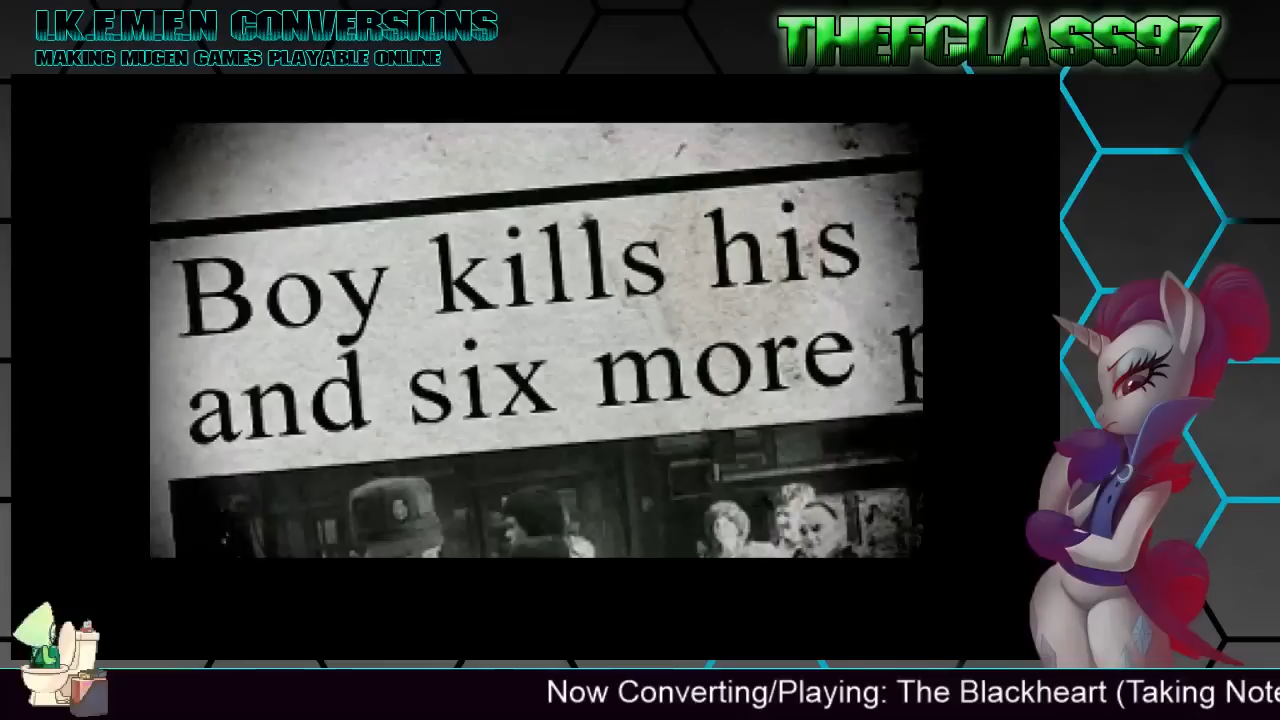 I.K.E.M.E.N CONVERSIONS
MAKING MUGEN GAMES PLAYABLE ONLINE
THEFCLASS97
Boy kills his
and six more
Now Converting/Playing: The Blackheart (Taking Note